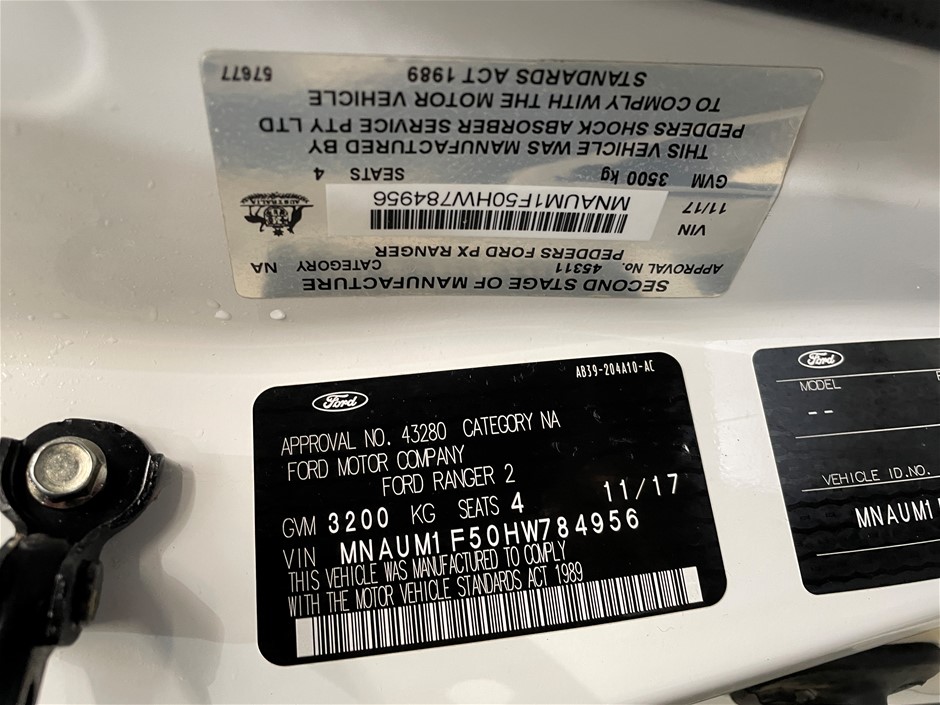 SECOND STAGE OF MANUFACTURE
APPROVAL No. 45311 CATEGORY NA
PEDDERS FORD PX RANGER
VIN
11/17 MNAUM1F50HW784956
AUSTRALIA
GVM 3500 kg SEATS 4
THIS VEHICLE WAS MANUFACTURED BY
PEDDERS SHOCK ABSORBER SERVICE PTY LTD
TO COMPLY WITH THE MOTOR VEHICLE
STANDARDS ACT 1989
57677
Ford
AB39-204A10-AC
APPROVAL NO. 43280 CATEGORY NA
FORD MOTOR COMPANY
FORD RANGER 2
11/17
GVM 3200 KG SEATS 4
VIN MNAUM1F50HW784956
THIS VEHICLE WAS MANUFACTURED TO COMPLY
WITH THE MOTOR VEHICLE STANDARDS ACT 1989
Ford
MODEL
--
VEHICLE ID.NO.
MNAUM1